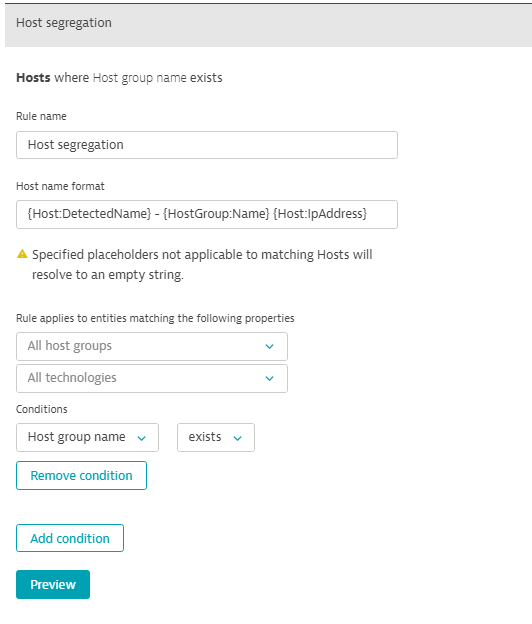 Host segregation
Hosts where Host group name exists
Rule name
Host segregation
Host name format
{Host:DetectedName} - {HostGroup:Name} {Host:IpAddress}
Specified placeholders not applicable to matching Hosts will
resolve to an empty string.
Rule applies to entities matching the following properties
All host groups
All technologies
Conditions
Host group name exists
Remove condition
Add condition
Preview